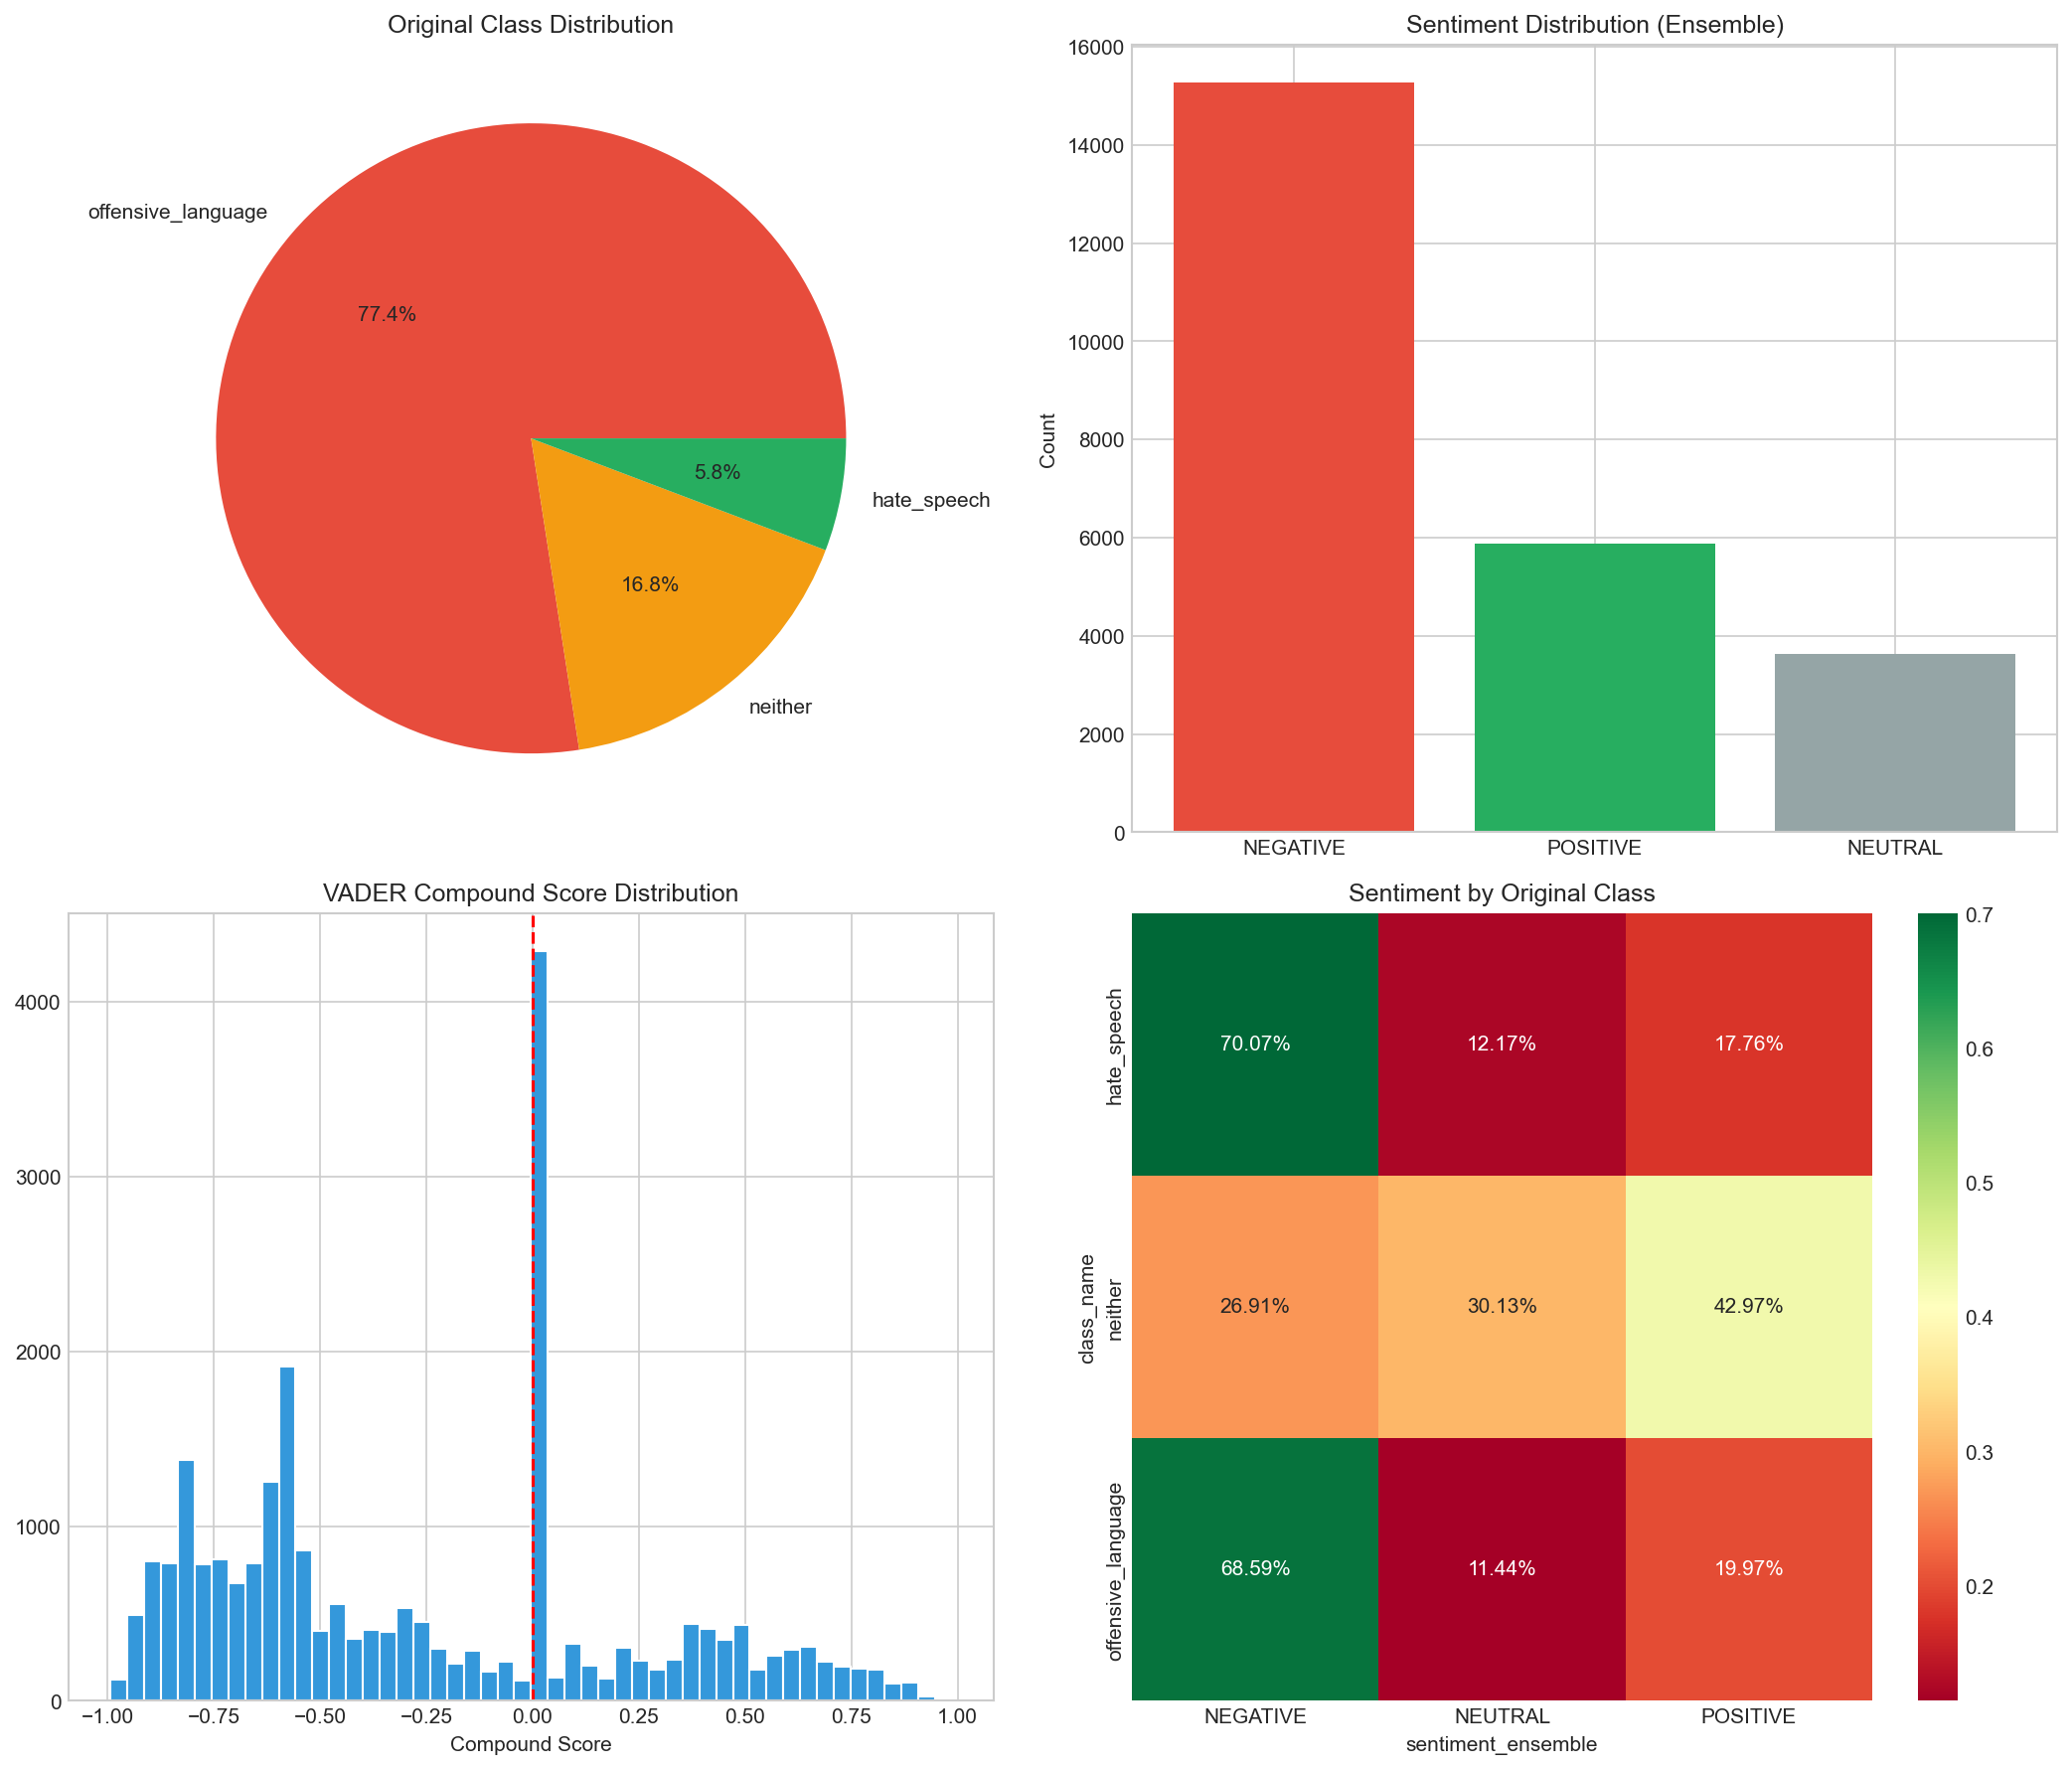 Original Class Distribution
offensive_language
77.4%
5.8%
hate_speech
16.8%
neither
Sentiment Distribution (Ensemble)
16000
14000
12000
10000
8000
6000
4000
2000
0
Count
NEGATIVE POSITIVE NEUTRAL
VADER Compound Score Distribution
4000
3000
2000
1000
0
−1.00 −0.75 −0.50 −0.25 0.00 0.25 0.50 0.75 1.00
Compound Score
Sentiment by Original Class
class_name
hate_speech
70.07% 12.17% 17.76%
neither
26.91% 30.13% 42.97%
offensive_language
68.59% 11.44% 19.97%
NEGATIVE NEUTRAL POSITIVE
sentiment_ensemble
0.7
0.6
0.5
0.4
0.3
0.2